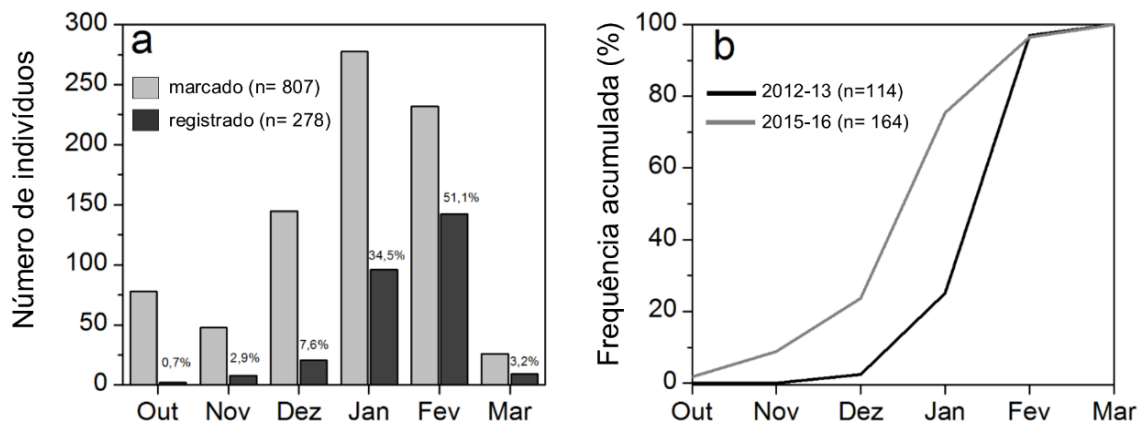 Número de indivíduos
300
250
200
150
100
50
0
a
marcado (n= 807)
registrado (n= 278)
0,7%
2,9%
7,6%
34,5%
51,1%
3,2%
Out Nov Dez Jan Fev Mar
Frequência acumulada (%)
100
80
60
40
20
0
b
2012-13 (n=114)
2015-16 (n= 164)
Out Nov Dez Jan Fev Mar